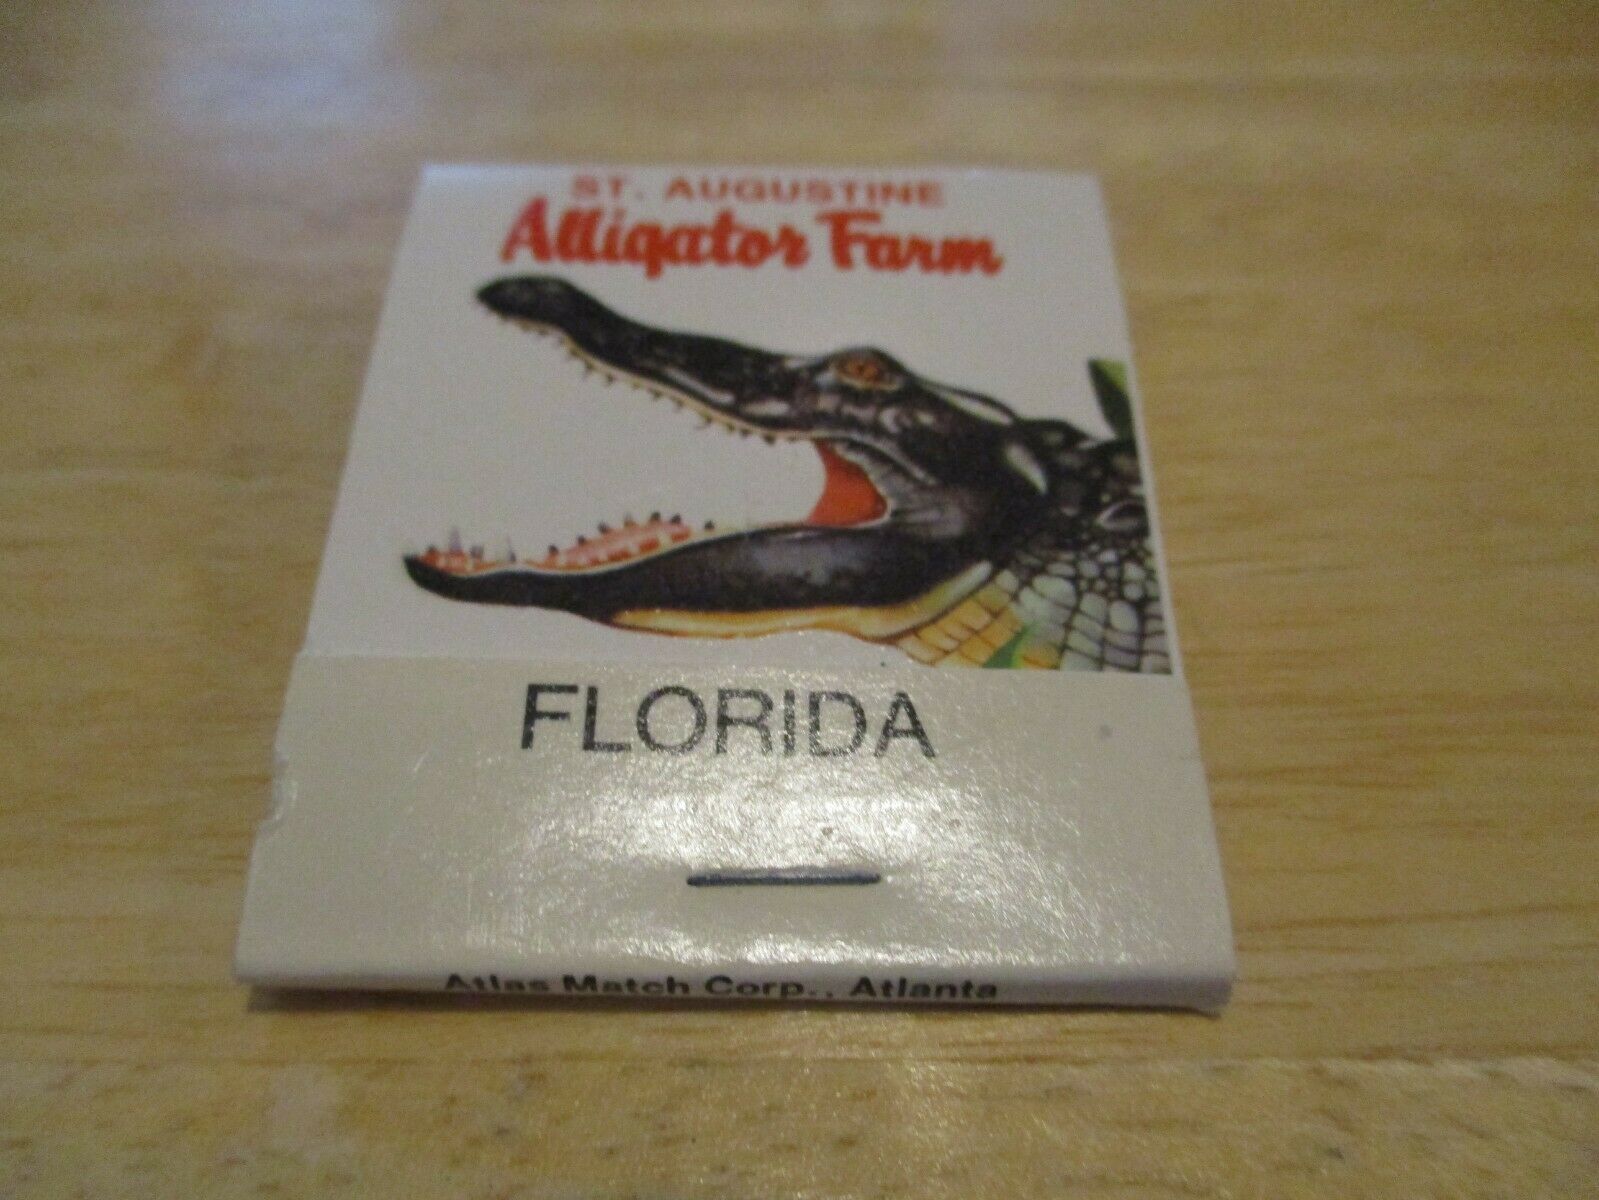 ST. AUGUSTINE
Alligator Farm
FLORIDA
Atlas Match Corp., Atlanta